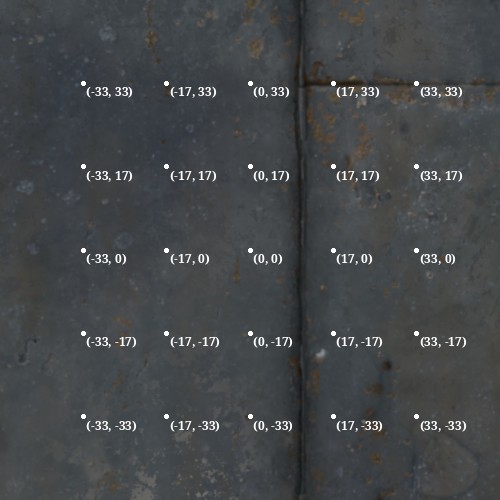 (-33, 33) (-17, 33) (0, 33) (17, 33) (33, 33)
(-33, 17) (-17, 17) (0, 17) (17, 17) (33, 17)
(-33, 0) (-17, 0) (0, 0) (17, 0) (33, 0)
(-33, -17) (-17, -17) (0, -17) (17, -17) (33, -17)
(-33, -33) (-17, -33) (0, -33) (17, -33) (33, -33)